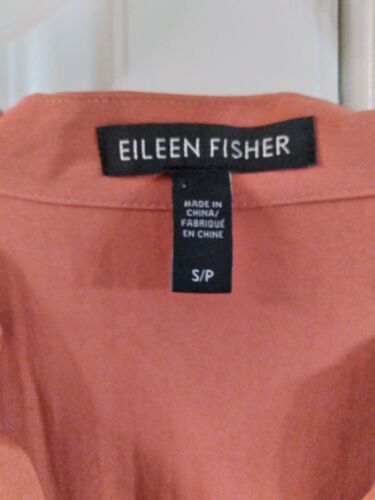 EILEEN FISHER
MADE IN
CHINA/
FABRIQUÉ
EN CHINE
S/P